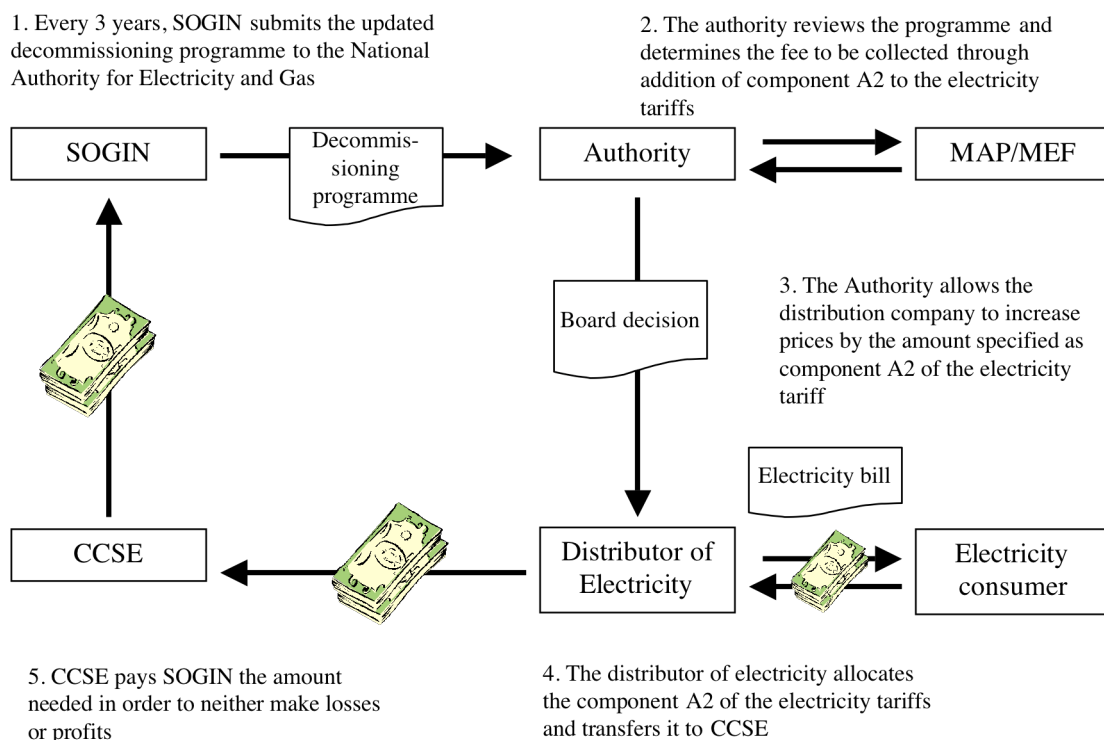 1. Every 3 years, SOGIN submits the updated
decommissioning programme to the National
Authority for Electricity and Gas
2. The authority reviews the programme and
determines the fee to be collected through
addition of component A2 to the electricity
tariffs
SOGIN
Decommis-
sioning
programme
Authority
MAP/MEF
Board decision
3. The Authority allows the
distribution company to increase
prices by the amount specified as
component A2 of the electricity
tariff
Electricity bill
CCSE
Distributor of
Electricity
Electricity
consumer
5. CCSE pays SOGIN the amount
needed in order to neither make losses
or profits
4. The distributor of electricity allocates
the component A2 of the electricity tariffs
and transfers it to CCSE